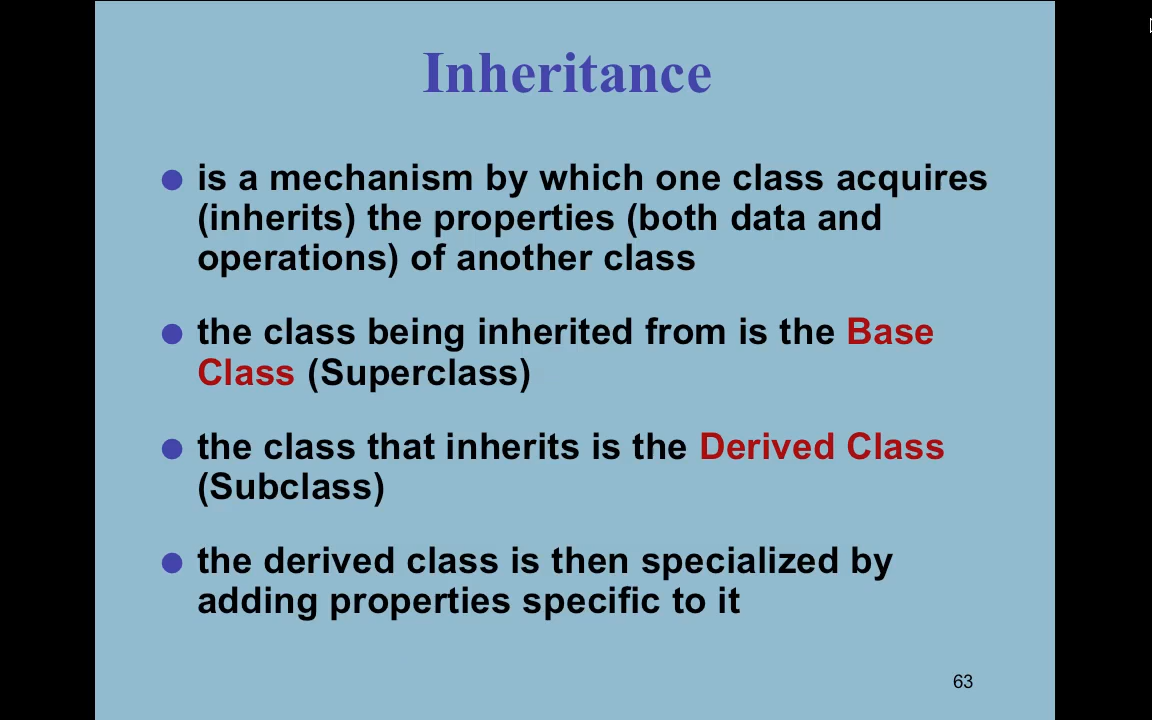 Inheritance
is a mechanism by which one class acquires
(inherits) the properties (both data and
operations) of another class
the class being inherited from is the Base
Class (Superclass)
the class that inherits is the Derived Class
(Subclass)
the derived class is then specialized by
adding properties specific to it
63